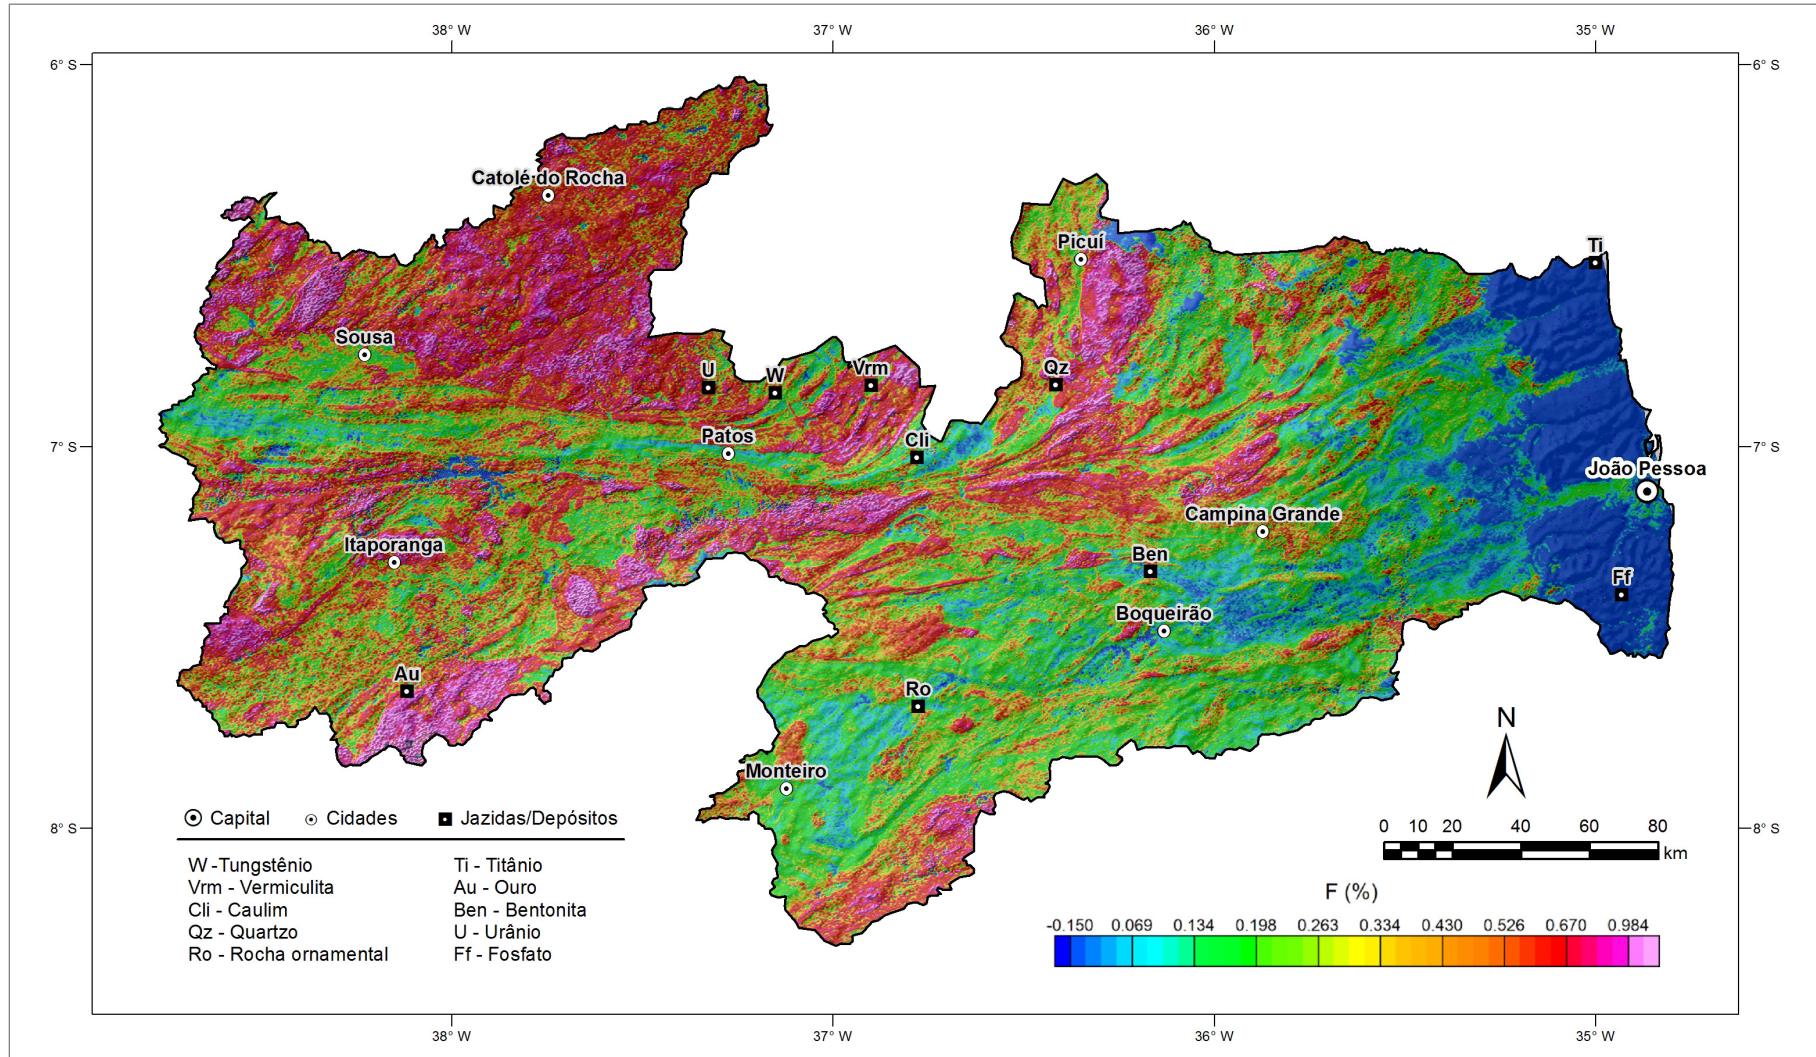 38° W 37° W 36° W 35° W
6° S 6° S
Catolé do Rocha
Picuí
Ti
Sousa
U W Vrm Qz
Patos
Cli
7° S 7° S
João Pessoa
Campina Grande
Itaporanga
Ben
Ff
Boqueirão
Au
Ro
N
Monteiro
Capital Cidades Jazidas/Depósitos
8° S 8° S
0 10 20 40 60 80
km
W -Tungstênio Ti - Titânio
Vrm - Vermiculita Au - Ouro
Cli - Caulim Ben - Bentonita
Qz - Quartzo U - Urânio
Ro - Rocha ornamental Ff - Fosfato
F (%)
-0.150 0.069 0.134 0.198 0.263 0.334 0.430 0.526 0.670 0.984
38° W 37° W 36° W 35° W